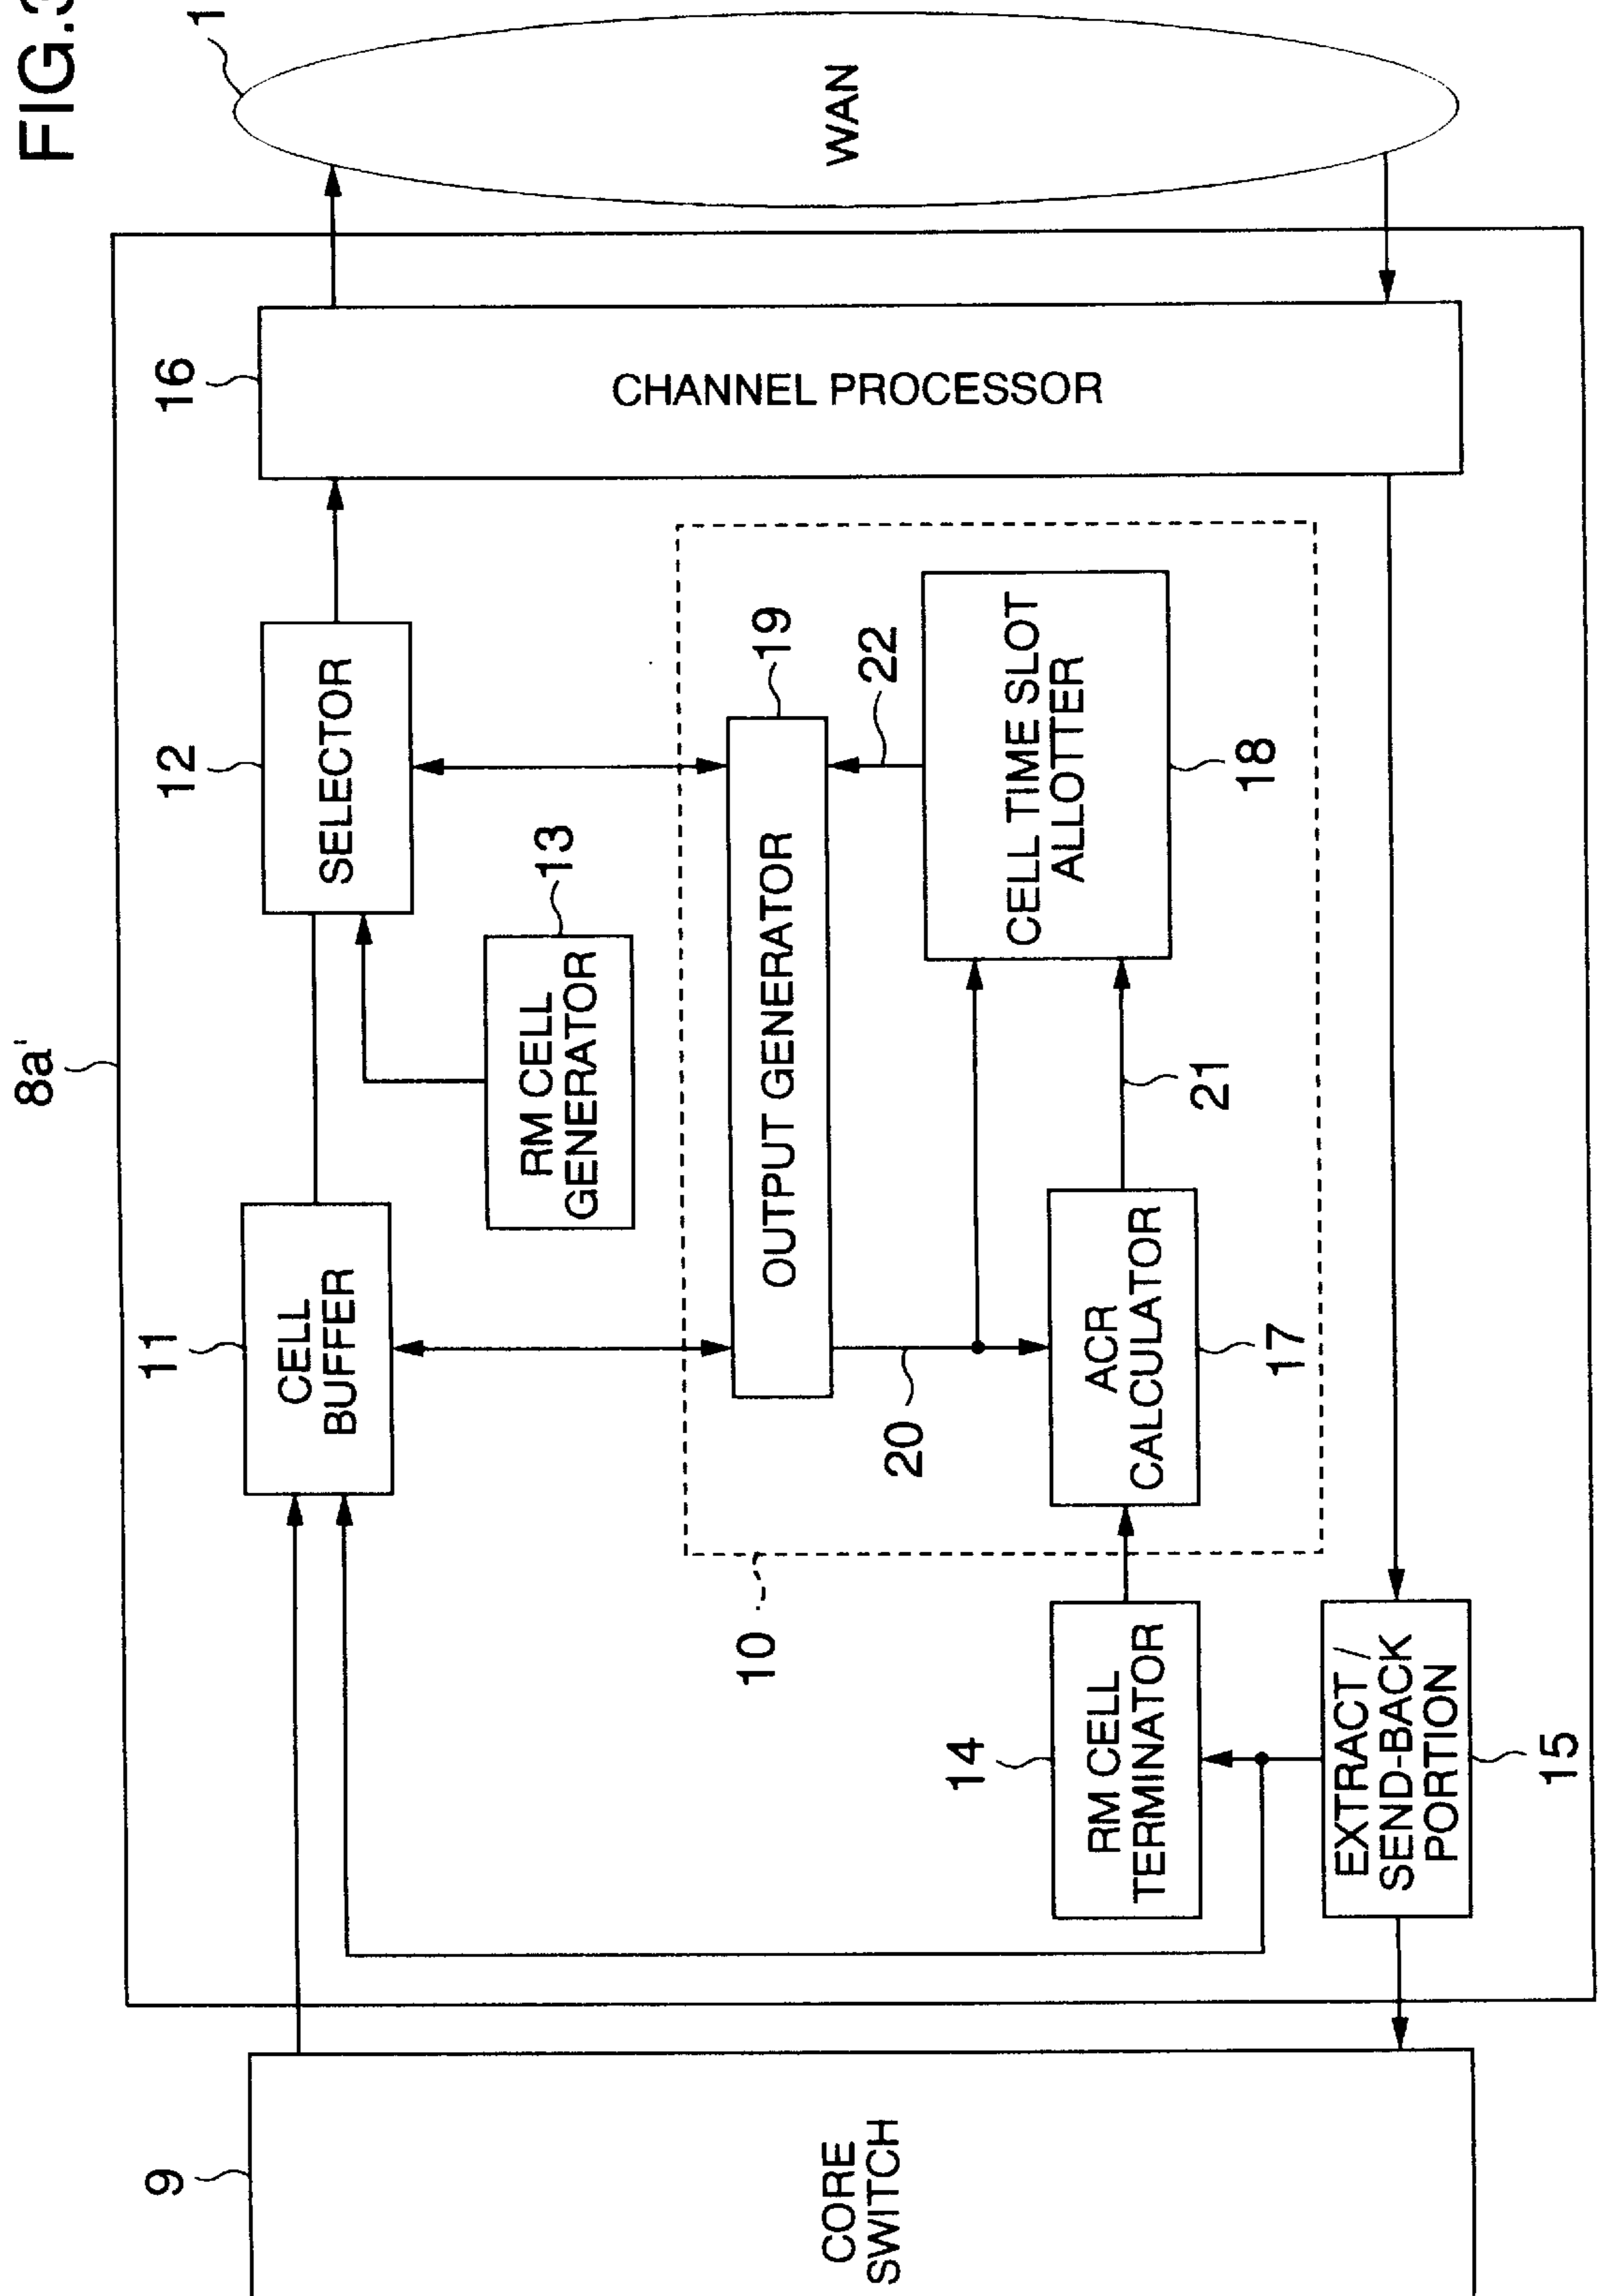 FIG.3
8a'
9
CORE
SWITCH
11
CELL
BUFFER
12
SELECTOR
16
CHANNEL PROCESSOR
1
WAN
13
RM CELL
GENERATOR
10
19
OUTPUT GENERATOR
20
22
14
RM CELL
TERMINATOR
ACR
CALCULATOR
17
21
CELL TIME SLOT
ALLOTTER
18
EXTRACT /
SEND-BACK
PORTION
15